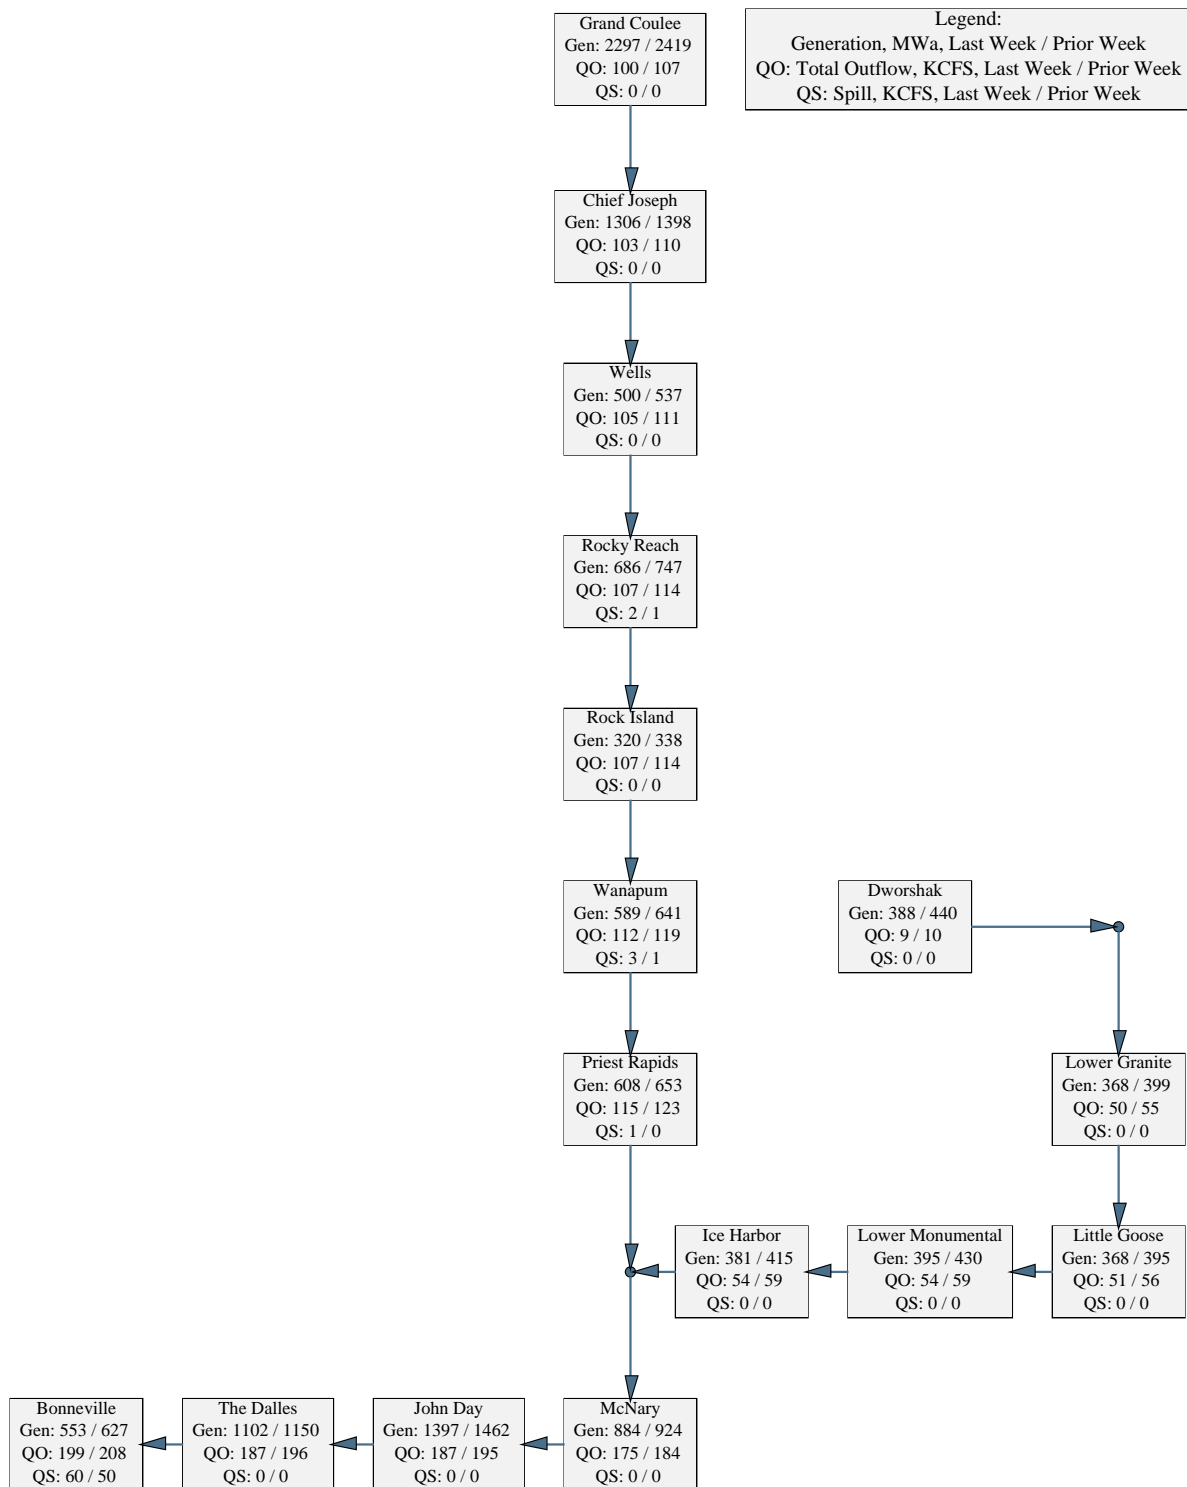 Grand Coulee
Gen: 2297 / 2419
QO: 100 / 107
QS: 0 / 0
Legend:
Generation, MWa, Last Week / Prior Week
QO: Total Outflow, KCFS, Last Week / Prior Week
QS: Spill, KCFS, Last Week / Prior Week
Chief Joseph
Gen: 1306 / 1398
QO: 103 / 110
QS: 0 / 0
Wells
Gen: 500 / 537
QO: 105 / 111
QS: 0 / 0
Rocky Reach
Gen: 686 / 747
QO: 107 / 114
QS: 2 / 1
Rock Island
Gen: 320 / 338
QO: 107 / 114
QS: 0 / 0
Wanapum
Gen: 589 / 641
QO: 112 / 119
QS: 3 / 1
Dworshak
Gen: 388 / 440
QO: 9 / 10
QS: 0 / 0
Priest Rapids
Gen: 608 / 653
QO: 115 / 123
QS: 1 / 0
Lower Granite
Gen: 368 / 399
QO: 50 / 55
QS: 0 / 0
Ice Harbor
Gen: 381 / 415
QO: 54 / 59
QS: 0 / 0
Lower Monumental
Gen: 395 / 430
QO: 54 / 59
QS: 0 / 0
Little Goose
Gen: 368 / 395
QO: 51 / 56
QS: 0 / 0
Bonneville
Gen: 553 / 627
QO: 199 / 208
QS: 60 / 50
The Dalles
Gen: 1102 / 1150
QO: 187 / 196
QS: 0 / 0
John Day
Gen: 1397 / 1462
QO: 187 / 195
QS: 0 / 0
McNary
Gen: 884 / 924
QO: 175 / 184
QS: 0 / 0